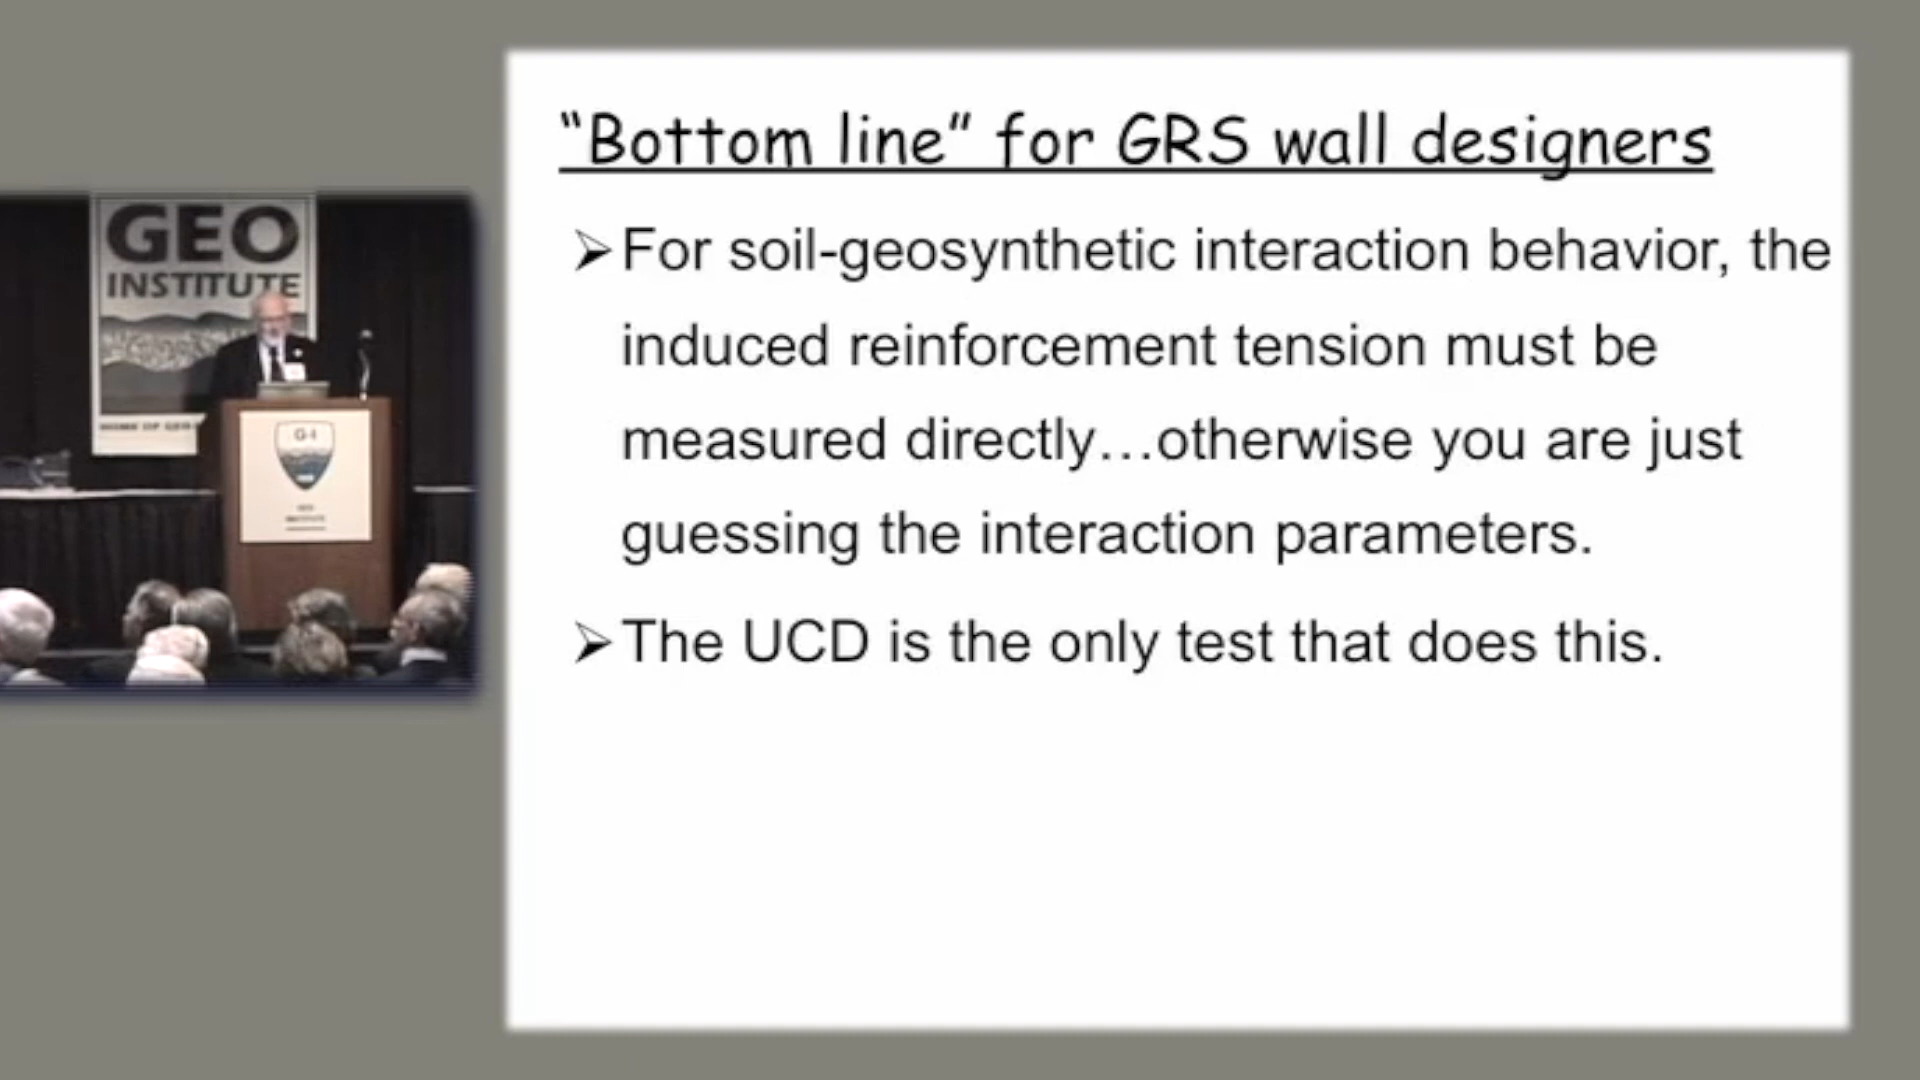 GEO
INSTITUTE
G-I
“Bottom line” for GRS wall designers
➢For soil-geosynthetic interaction behavior, the
induced reinforcement tension must be
measured directly…otherwise you are just
guessing the interaction parameters.
➢The UCD is the only test that does this.